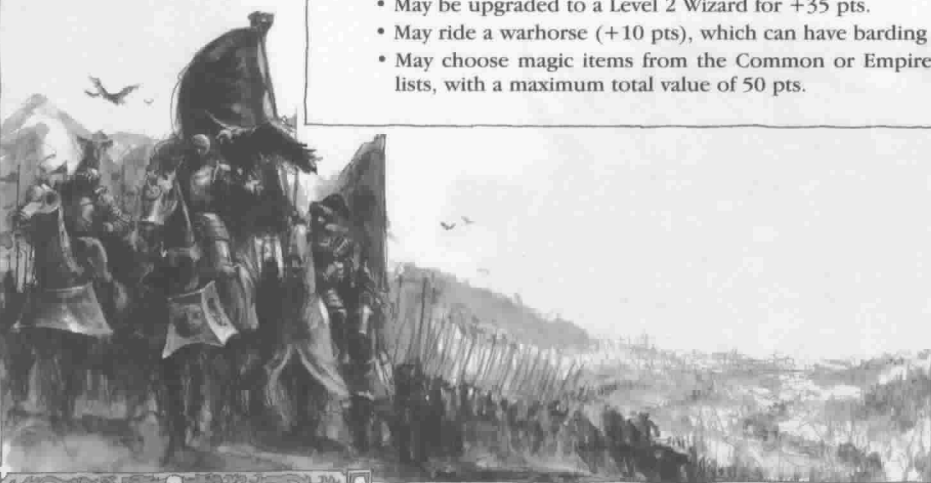 • May be upgraded to a Level 2 Wizard for +35 pts.
• May ride a warhorse (+10 pts), which can have barding
• May choose magic items from the Common or Empire
lists, with a maximum total value of 50 pts.